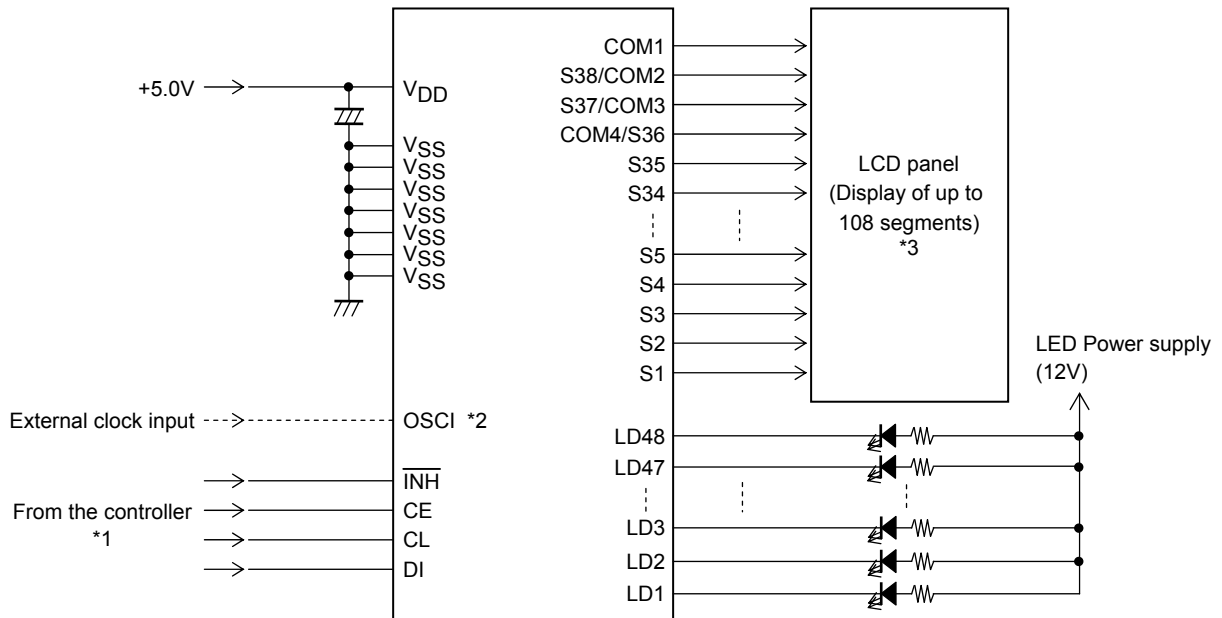 +5.0V
VDD
VSS
VSS
VSS
VSS
VSS
VSS
VSS
External clock input
OSCI *2
From the controller
*1
INH
CE
CL
DI
COM1
S38/COM2
S37/COM3
COM4/S36
S35
S34
S5
S4
S3
S2
S1
LCD panel
(Display of up to
108 segments)
*3
LED Power supply
(12V)
LD48
LD47
LD3
LD2
LD1